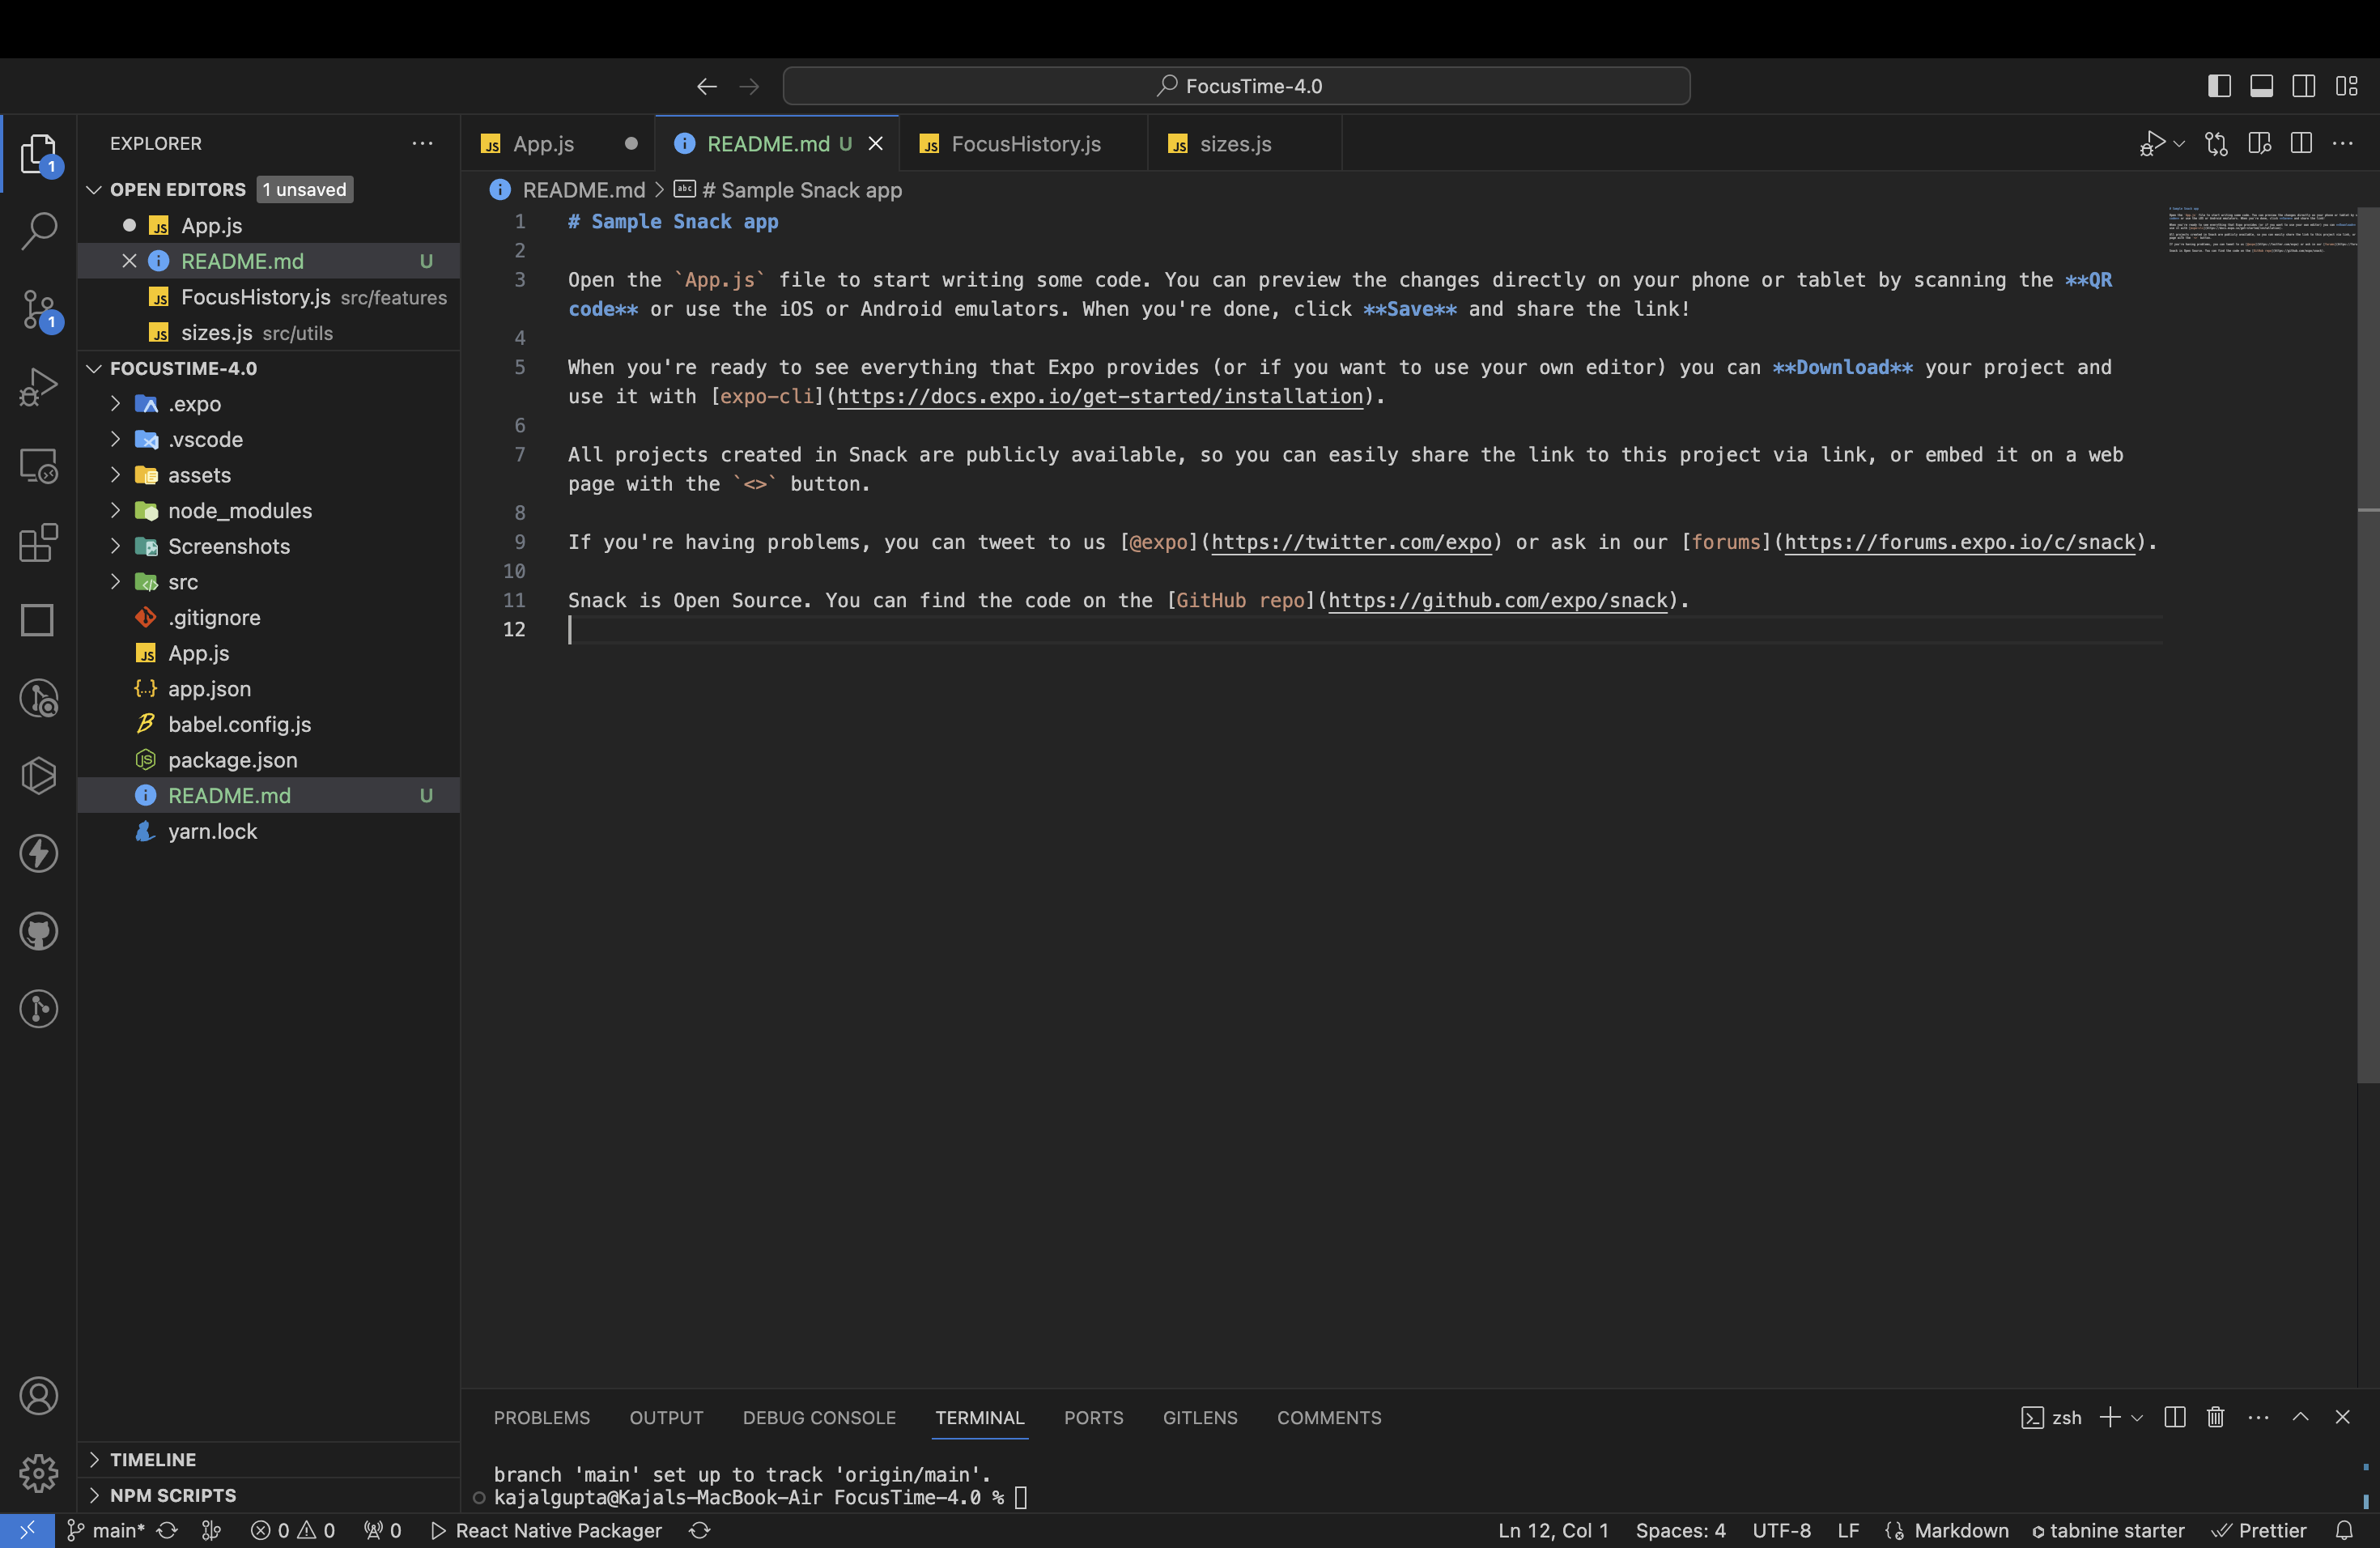 FocusTime-4.0
EXPLORER
OPEN EDITORS 1 unsaved
App.js
README.md U
FocusHistory.js src/features
sizes.js src/utils
FOCUSTIME-4.0
.expo
.vscode
assets
node_modules
Screenshots
src
.gitignore
App.js
app.json
babel.config.js
package.json
README.md U
yarn.lock
TIMELINE
NPM SCRIPTS
1
1
App.js README.md U FocusHistory.js sizes.js
README.md > # Sample Snack app
1 # Sample Snack app
2
3 Open the `App.js` file to start writing some code. You can preview the changes directly on your phone or tablet by scanning the **QR
code** or use the iOS or Android emulators. When you're done, click **Save** and share the link!
4
5 When you're ready to see everything that Expo provides (or if you want to use your own editor) you can **Download** your project and
use it with [expo-cli](https://docs.expo.io/get-started/installation).
6
7 All projects created in Snack are publicly available, so you can easily share the link to this project via link, or embed it on a web
page with the `<>` button.
8
9 If you're having problems, you can tweet to us [@expo](https://twitter.com/expo) or ask in our [forums](https://forums.expo.io/c/snack).
10
11 Snack is Open Source. You can find the code on the [GitHub repo](https://github.com/expo/snack).
12
PROBLEMS OUTPUT DEBUG CONSOLE TERMINAL PORTS GITLENS COMMENTS
zsh
branch 'main' set up to track 'origin/main'.
kajalgupta@Kajals-MacBook-Air FocusTime-4.0 %
main* 0 0 0 React Native Packager Ln 12, Col 1 Spaces: 4 UTF-8 LF Markdown tabnine starter Prettier